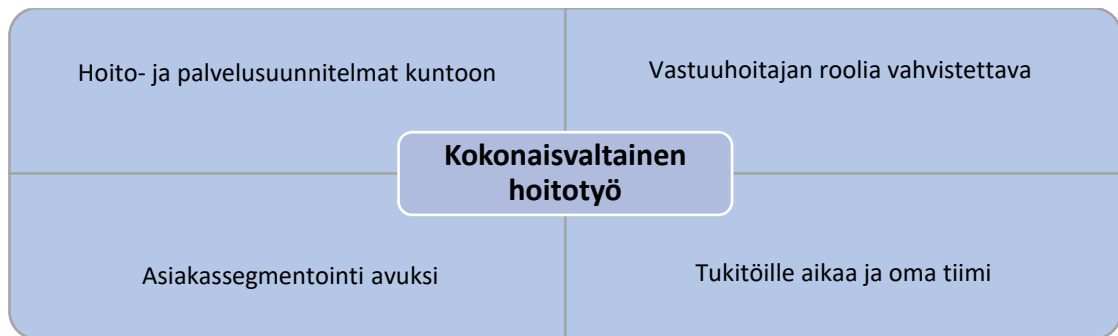 Hoito- ja palvelusuunnitelmat kuntoon
Vastuuhoitajan roolia vahvistettava
Kokonaisvaltainen
hoitotyö
Asiakassegmentointi avuksi
Tukitöille aikaa ja oma tiimi